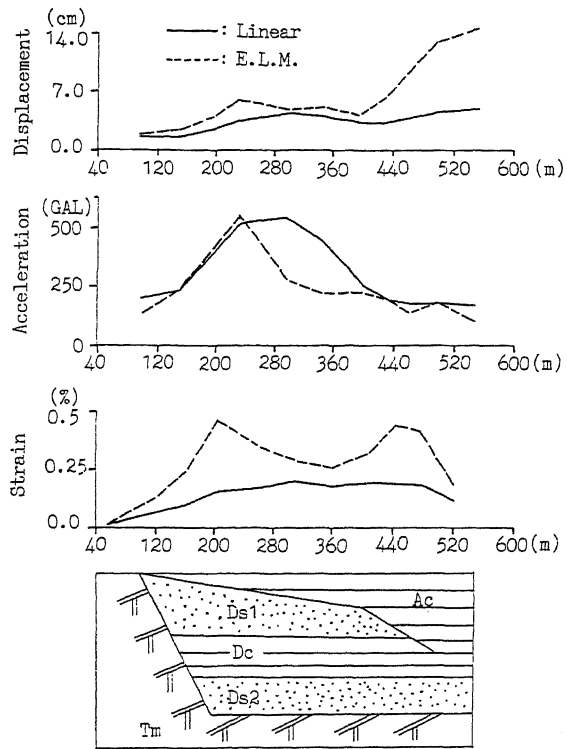 (cm)
14.0
7.0
0.0
Displacement
: Linear
: E.L.M.
40 120 200 280 360 440 520 600 (m)
(GAL)
500
250
0
Acceleration
40 120 200 280 360 440 520 600 (m)
(%)
0.5
0.25
0.0
Strain
40 120 200 280 360 440 520 600 (m)
Ac
Ds1
Dc
Ds2
Tm